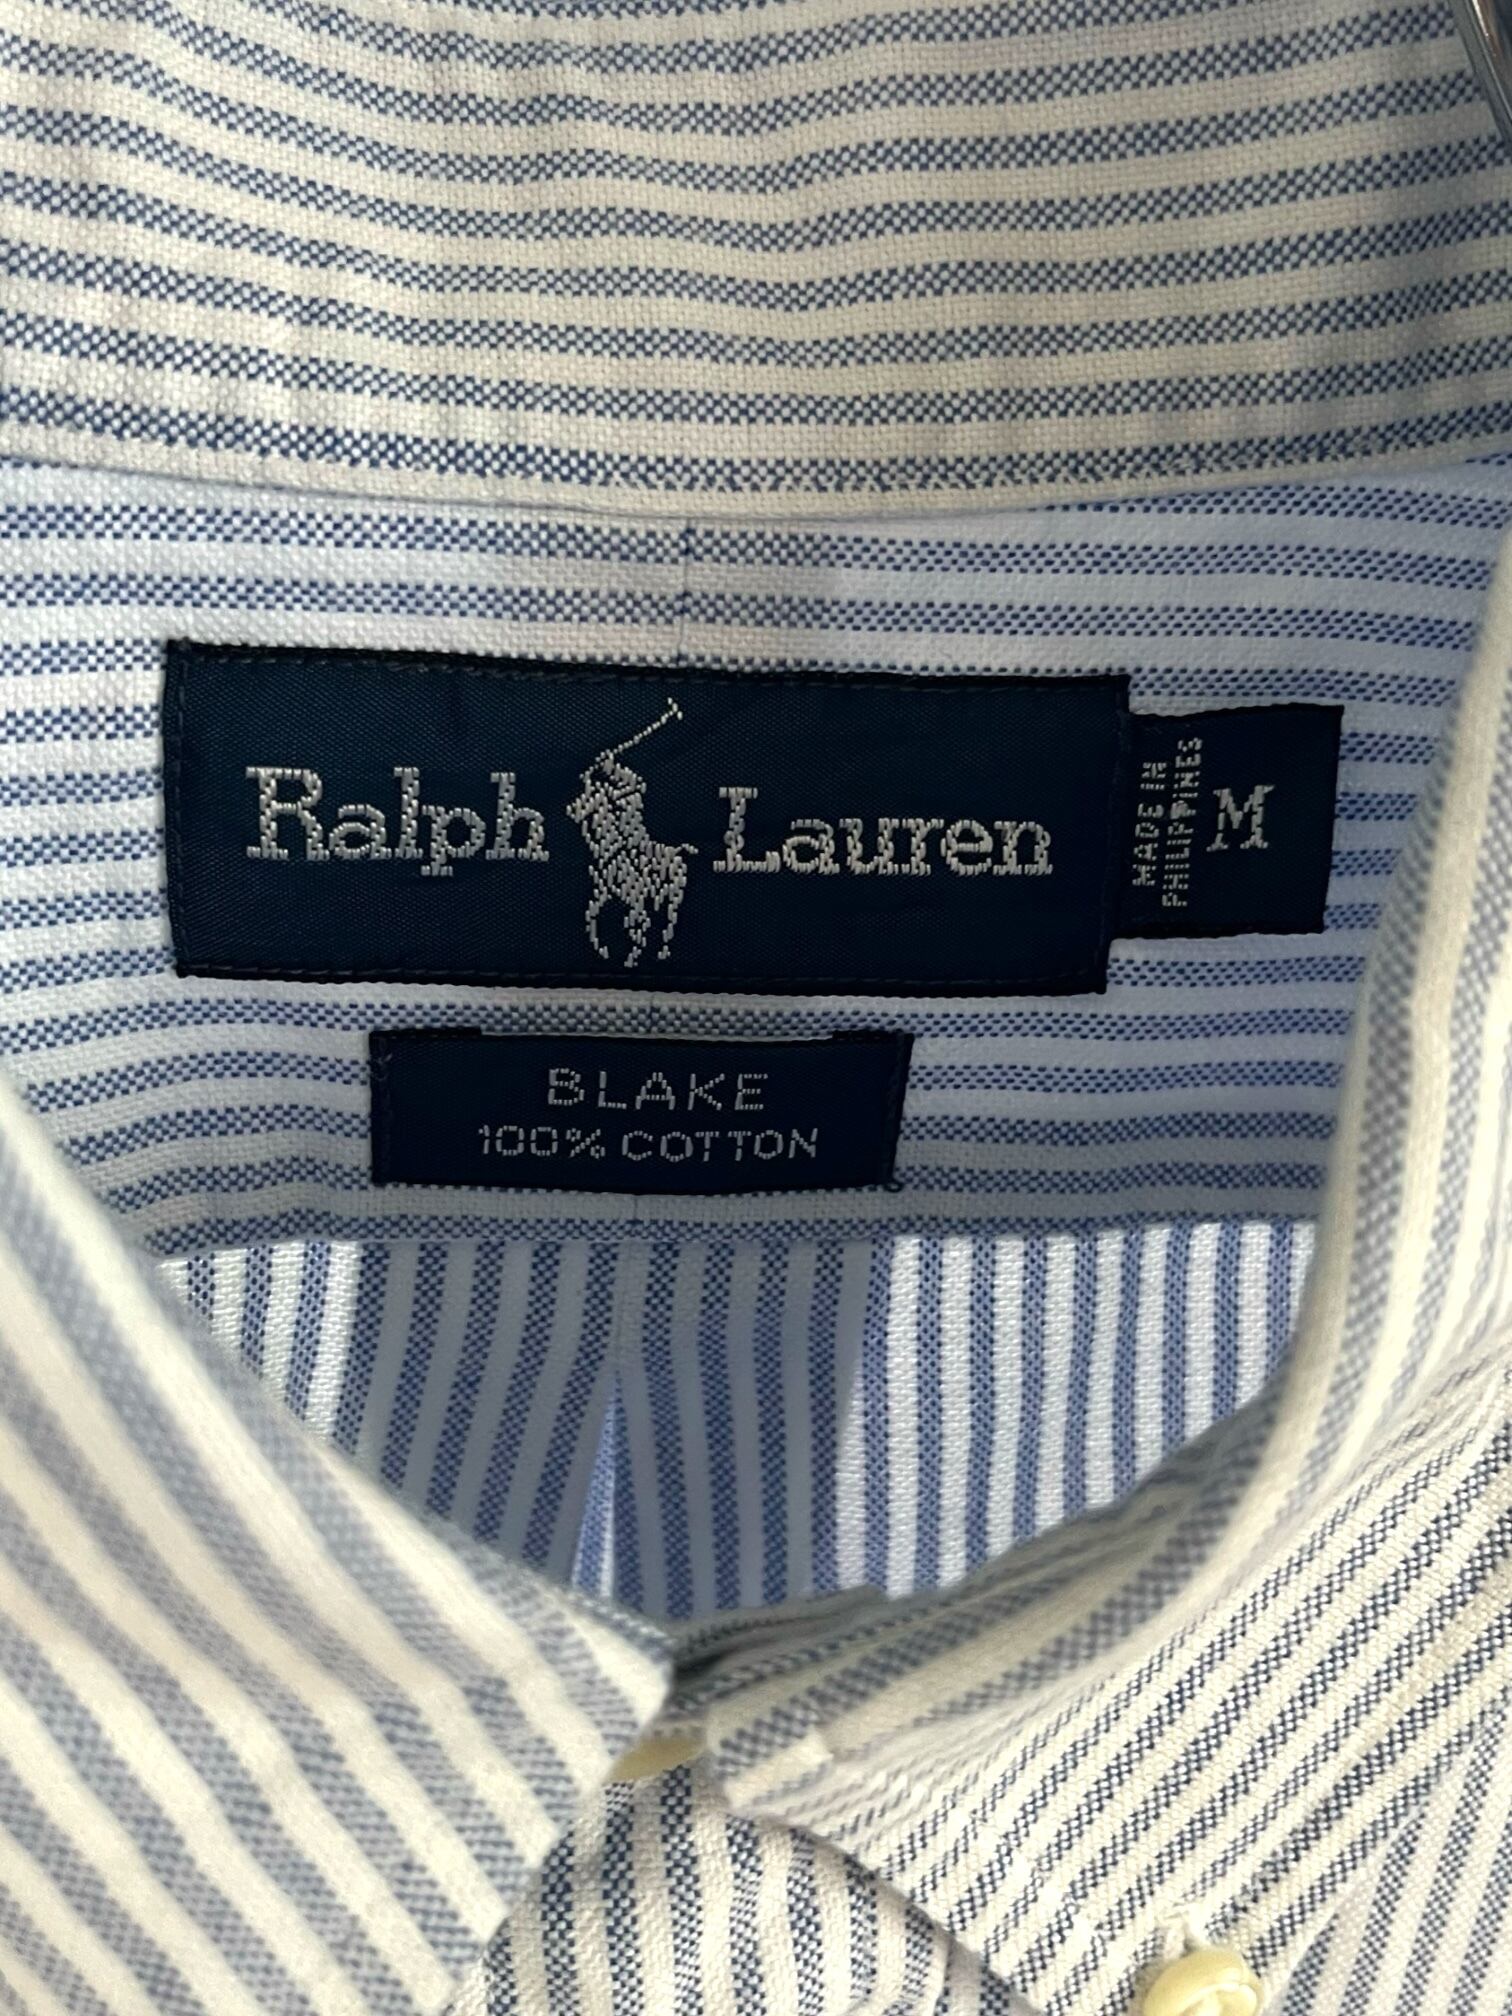 Ralph Lauren
MADE IN
PHILIPPINES
M
BLAKE
100% COTTON